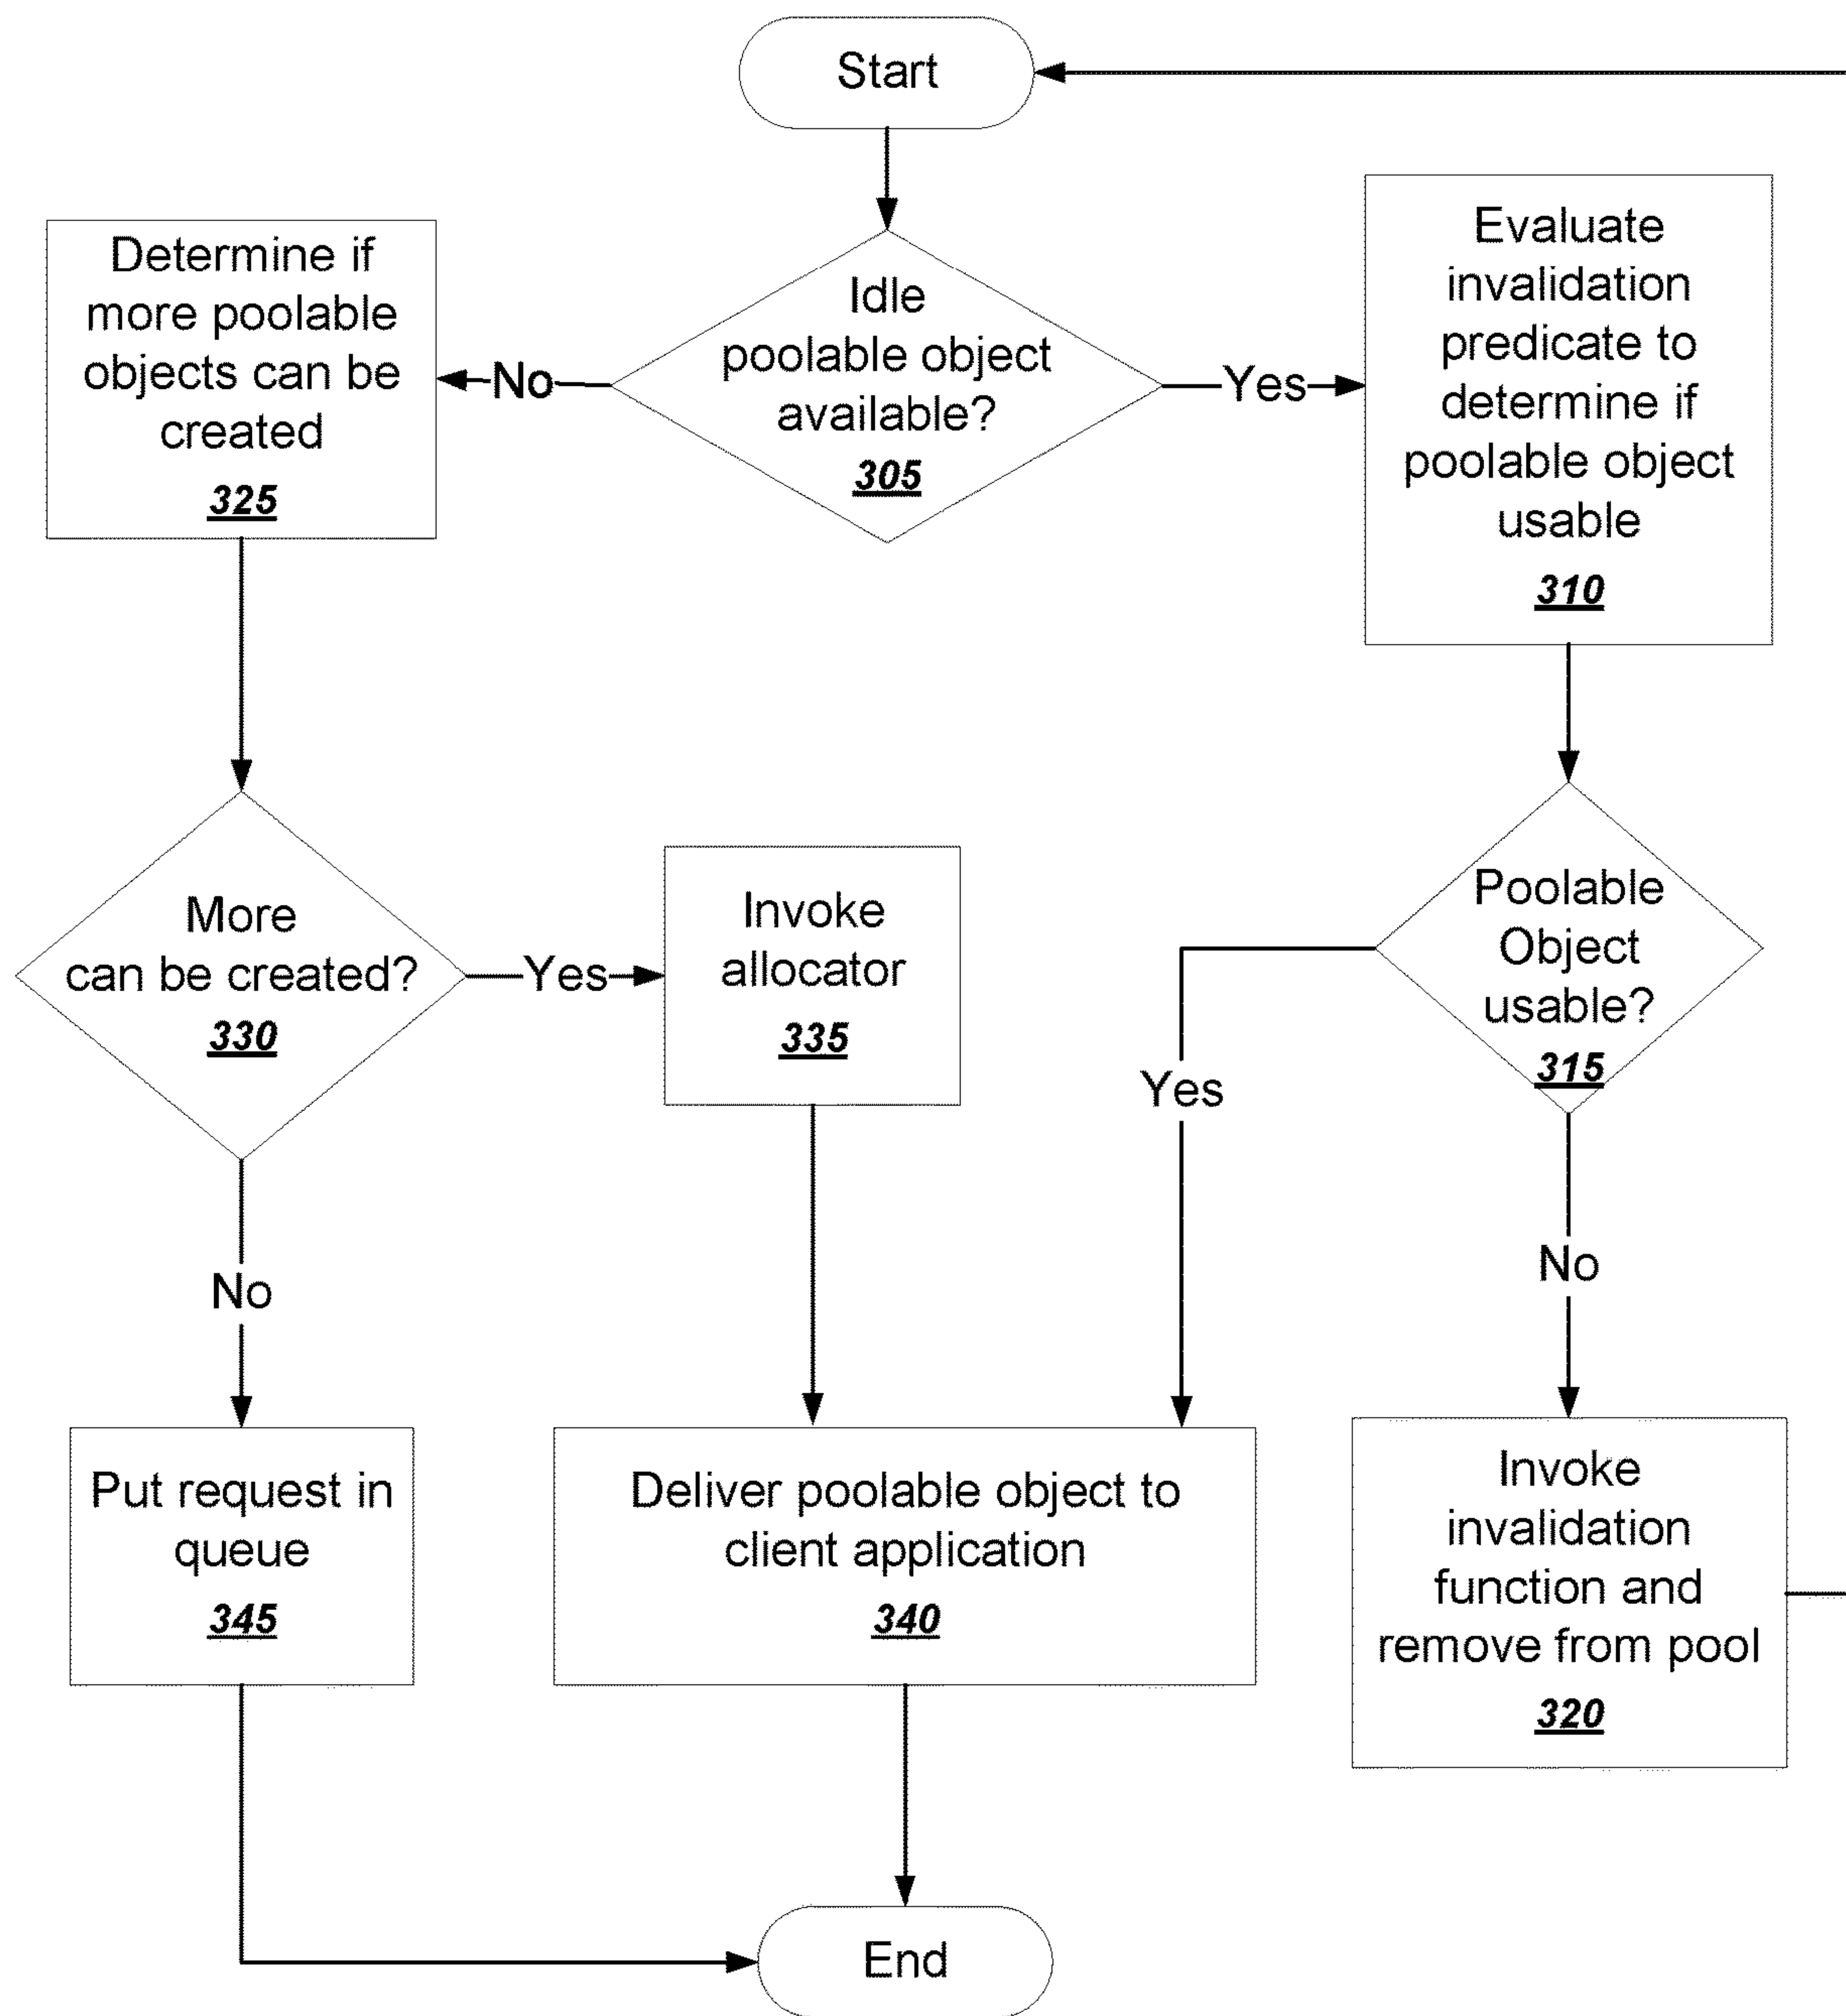 Start
Idle
poolable object
available?
305
No
Yes
Determine if
more poolable
objects can be
created
325
Evaluate
invalidation
predicate to
determine if
poolable object
usable
310
More
can be created?
330
Yes
No
Invoke
allocator
335
Poolable
Object
usable?
315
Yes
No
Put request in
queue
345
Deliver poolable object to
client application
340
Invoke
invalidation
function and
remove from pool
320
End